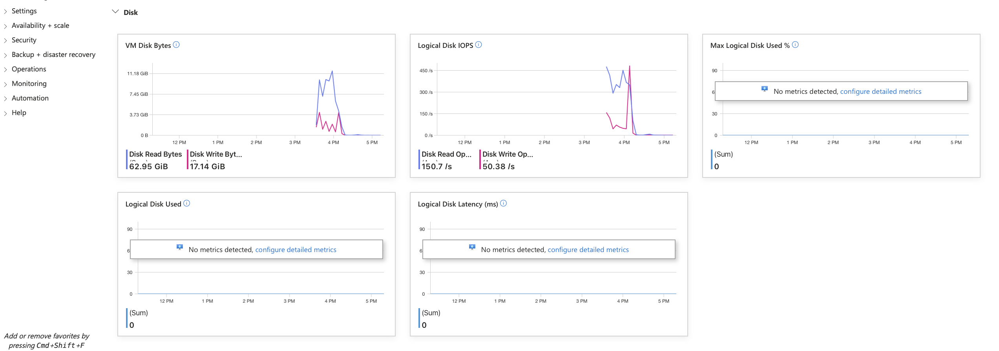 Settings
Availability + scale
Security
Backup + disaster recovery
Operations
Monitoring
Automation
Help
Add or remove favorites by
pressing Cmd+Shift+F
Disk
VM Disk Bytes
11.18 GiB
7.45 GiB
3.73 GiB
0 B
12 PM 1 PM 2 PM 3 PM 4 PM 5 PM
Disk Read Bytes Disk Write Byt...
62.95 GiB 17.14 GiB
Logical Disk IOPS
450 /s
300 /s
150 /s
0 /s
12 PM 1 PM 2 PM 3 PM 4 PM 5 PM
Disk Read Op... Disk Write Op...
150.7 /s 50.38 /s
Max Logical Disk Used %
90
6
No metrics detected, configure detailed metrics
30
0
12 PM 1 PM 2 PM 3 PM 4 PM 5 PM
(Sum)
0
Logical Disk Used
90
6
No metrics detected, configure detailed metrics
30
0
12 PM 1 PM 2 PM 3 PM 4 PM 5 PM
(Sum)
0
Logical Disk Latency (ms)
90
6
No metrics detected, configure detailed metrics
30
0
12 PM 1 PM 2 PM 3 PM 4 PM 5 PM
(Sum)
0